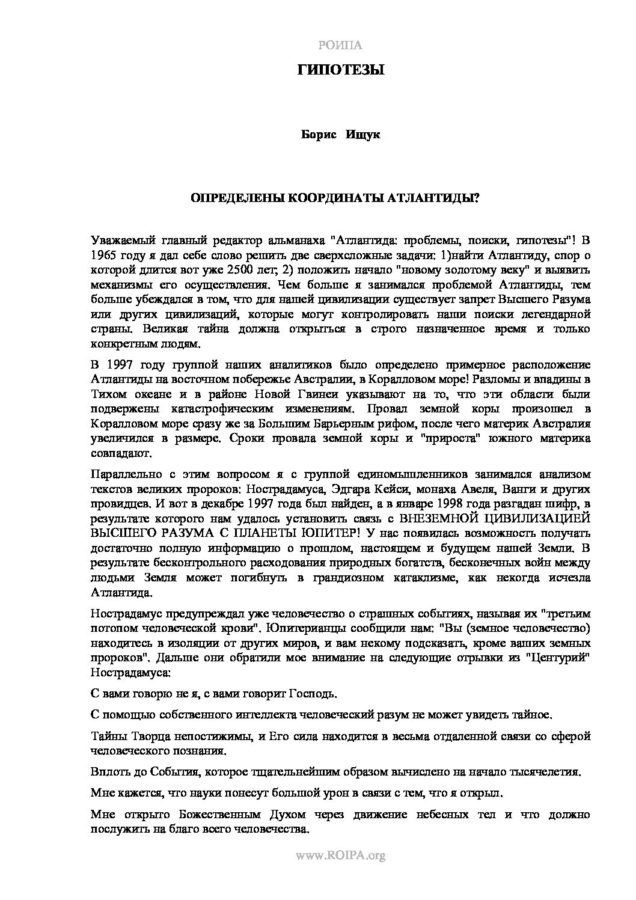 РОИПА
ГИПОТЕЗЫ
Борис Ищук
ОПРЕДЕЛЕНЫ КООРДИНАТЫ АТЛАНТИДЫ?
Уважаемый главный редактор альманаха "Атлантида: проблемы, поиски, гипотезы"! В
1965 году я дал себе слово решить две сверхсложные задачи: 1)найти Атлантиду, спор о
которой длится вот уже 2500 лет; 2) положить начало "новому золотому веку" и выявить
механизмы его осуществления. Чем больше я занимался проблемой Атлантиды, тем
больше убеждался в том, что для нашей цивилизации существует запрет Высшего Разума
или других цивилизаций, которые могут контролировать наши поиски легендарной
страны. Великая тайна должна открыться в строго назначенное время и только
конкретным людям.
В 1997 году группой наших аналитиков было определено примерное расположение
Атлантиды на восточном побережье Австралии, в Коралловом море! Разломы и впадины в
Тихом океане и в районе Новой Гвинеи указывают на то, что эти области были
подвержены катастрофическим изменениям. Провал земной коры произошел в
Коралловом море сразу же за Большим Барьерным рифом, после чего материк Австралия
увеличился в размере. Сроки провала земной коры и "прироста" южного материка
совпадают.
Параллельно с этим вопросом я с группой единомышленников занимался анализом
текстов великих пророков: Нострадамуса, Эдгара Кейси, монаха Авеля, Ванги и других
провидцев. И вот в декабре 1997 года был найден, а в январе 1998 года разгадан шифр, в
результате которого нам удалось установить связь с ВНЕЗЕМНОЙ ЦИВИЛИЗАЦИЕЙ
ВЫСШЕГО РАЗУМА С ПЛАНЕТЫ ЮПИТЕР! У нас появилась возможность получать
достаточно полную информацию о прошлом, настоящем и будущем нашей Земли. В
результате бесконтрольного расходования природных богатств, бесконечных войн между
людьми Земля может погибнуть в грандиозном катаклизме, как некогда исчезла
Атлантида.
Нострадамус предупреждал уже человечество о страшных событиях, называя их "третьим
потопом человеческой крови". Юпитерианцы сообщили нам: "Вы (земное человечество)
находитесь в изоляции от других миров, и вам некому подсказать, кроме ваших земных
пророков". Дальше они обратили мое внимание на следующие отрывки из "Центурий"
Нострадамуса:
С вами говорю не я, с вами говорит Господь.
С помощью собственного интеллекта человеческий разум не может увидеть тайное.
Тайны Творца непостижимы, и Его сила находится в весьма отдаленной связи со сферой
человеческого познания.
Вплоть до События, которое тщательнейшим образом вычислено на начало тысячелетия.
Мне кажется, что науки понесут большой урон в связи с тем, что я открыл.
Мне открыто Божественным Духом через движение небесных тел и что должно
послужить на благо всего человечества.
www.ROIPA.org